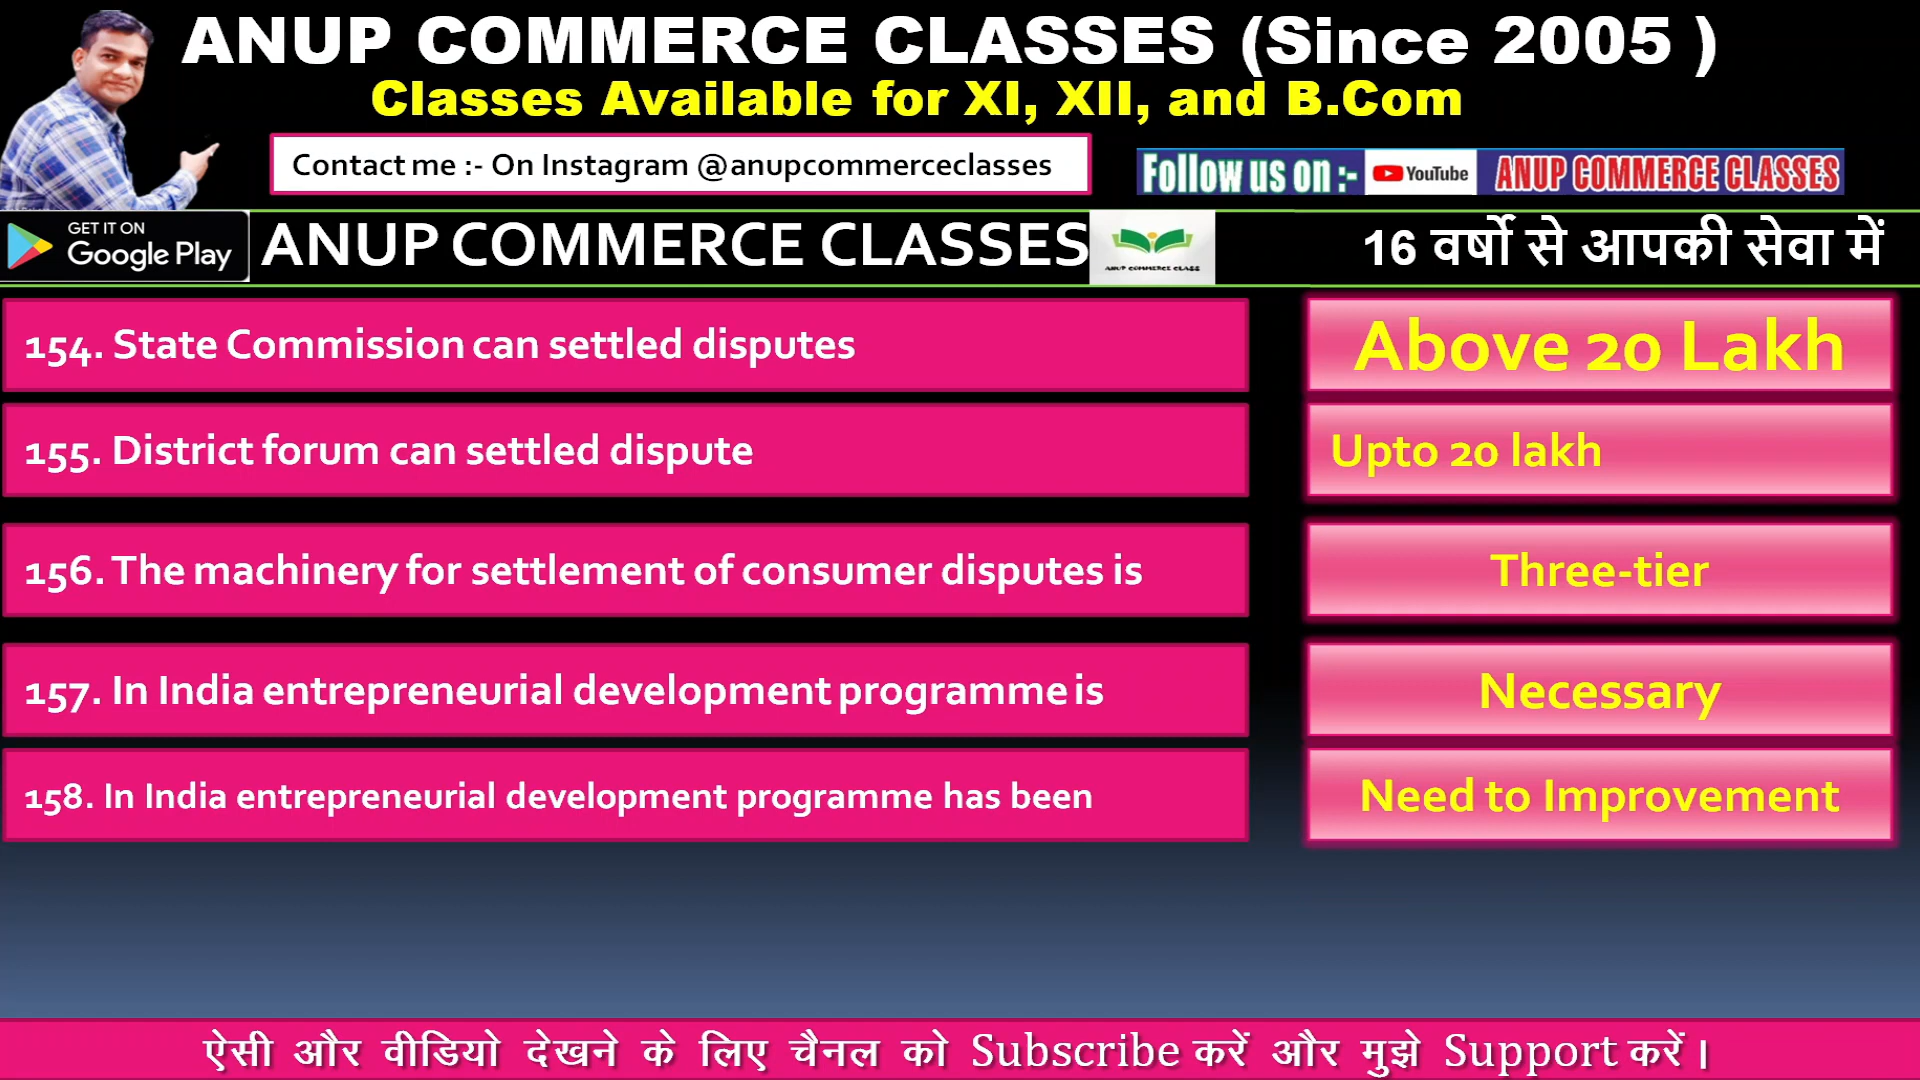 ANUP COMMERCE CLASSES (Since 2005 )
Classes Available for XI, XII, and B.Com
Contact me :- On Instagram @anupcommerceclasses
Follow us on :- YouTube ANUP COMMERCE CLASSES
GET IT ON
Google Play
ANUP COMMERCE CLASSES
ANUP COMMERCE CLASS
16 वर्षो से आपकी सेवा में
154. State Commission can settled disputes
Above 20 Lakh
155. District forum can settled dispute
Upto 20 lakh
156. The machinery for settlement of consumer disputes is
Three-tier
157. In India entrepreneurial development programme is
Necessary
158. In India entrepreneurial development programme has been
Need to Improvement
ऐसी और वीडियो देखने के लिए चैनल को Subscribe करें और मुझे Support करें।